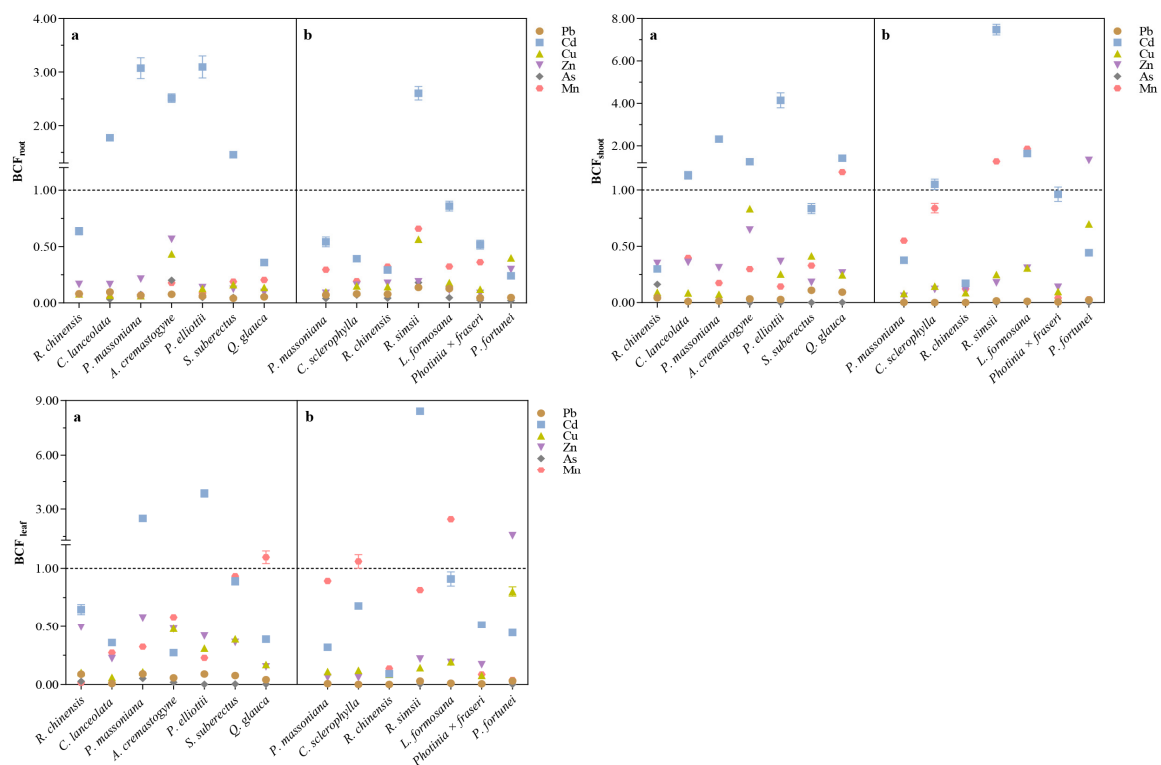 4.00
3.00
2.00
1.00
0.50
0.00
BCFroot
a
b
Pb
Cd
Cu
Zn
As
Mn
R. chinensis
C. lanceolata
P. massoniana
A. cremastogyne
P. elliottii
S. suberectus
Q. glauca
P. massoniana
C. sclerophylla
R. chinensis
R. simsii
L. formosana
Photinia × fraseri
P. fortunei
8.00
6.00
4.00
2.00
1.00
0.50
0.00
BCFshoot
a
b
Pb
Cd
Cu
Zn
As
Mn
R. chinensis
C. lanceolata
P. massoniana
A. cremastogyne
P. elliottii
S. suberectus
Q. glauca
P. massoniana
C. sclerophylla
R. chinensis
R. simsii
L. formosana
Photinia × fraseri
P. fortunei
9.00
6.00
3.00
1.00
0.50
0.00
BCF leaf
a
b
Pb
Cd
Cu
Zn
As
Mn
R. chinensis
C. lanceolata
P. massoniana
A. cremastogyne
P. elliottii
S. suberectus
Q. glauca
P. massoniana
C. sclerophylla
R. chinensis
R. simsii
L. formosana
Photinia × fraseri
P. fortunei